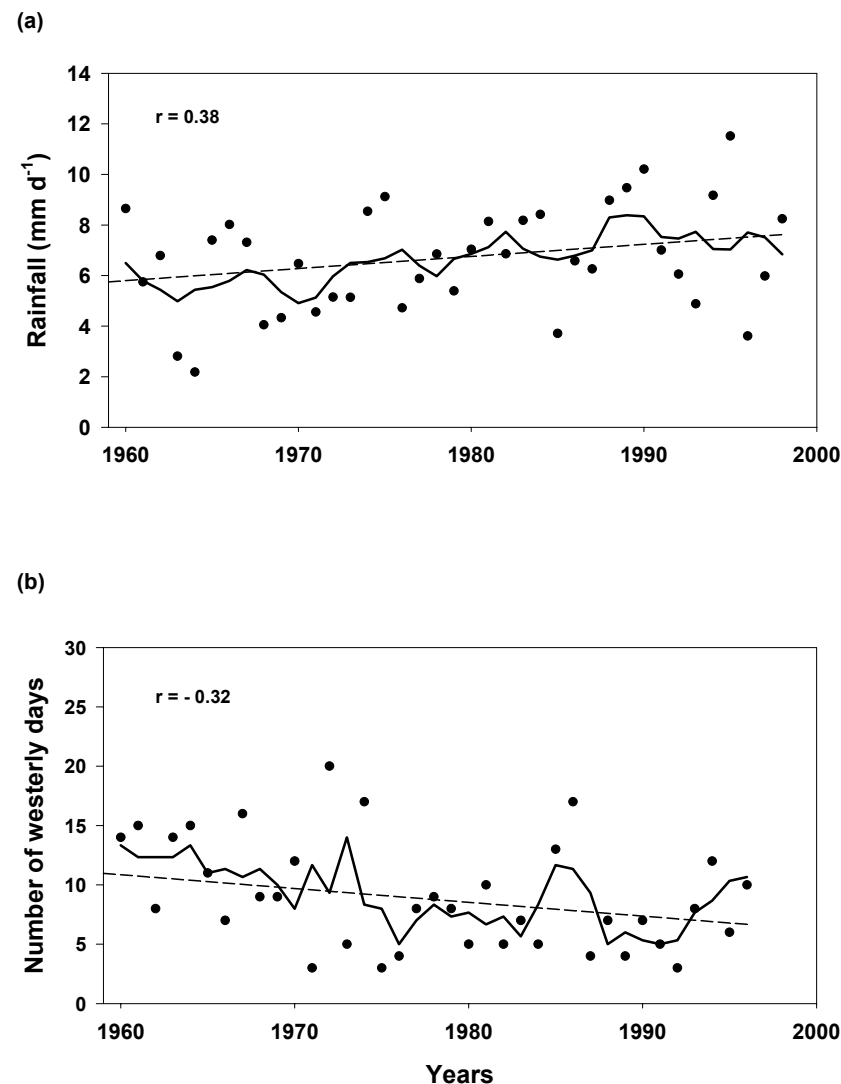 (a)
Rainfall (mm d⁻¹)
14
12
10
8
6
4
2
0
r = 0.38
1960 1970 1980 1990 2000
(b)
Number of westerly days
30
25
20
15
10
5
0
r = - 0.32
1960 1970 1980 1990 2000
Years